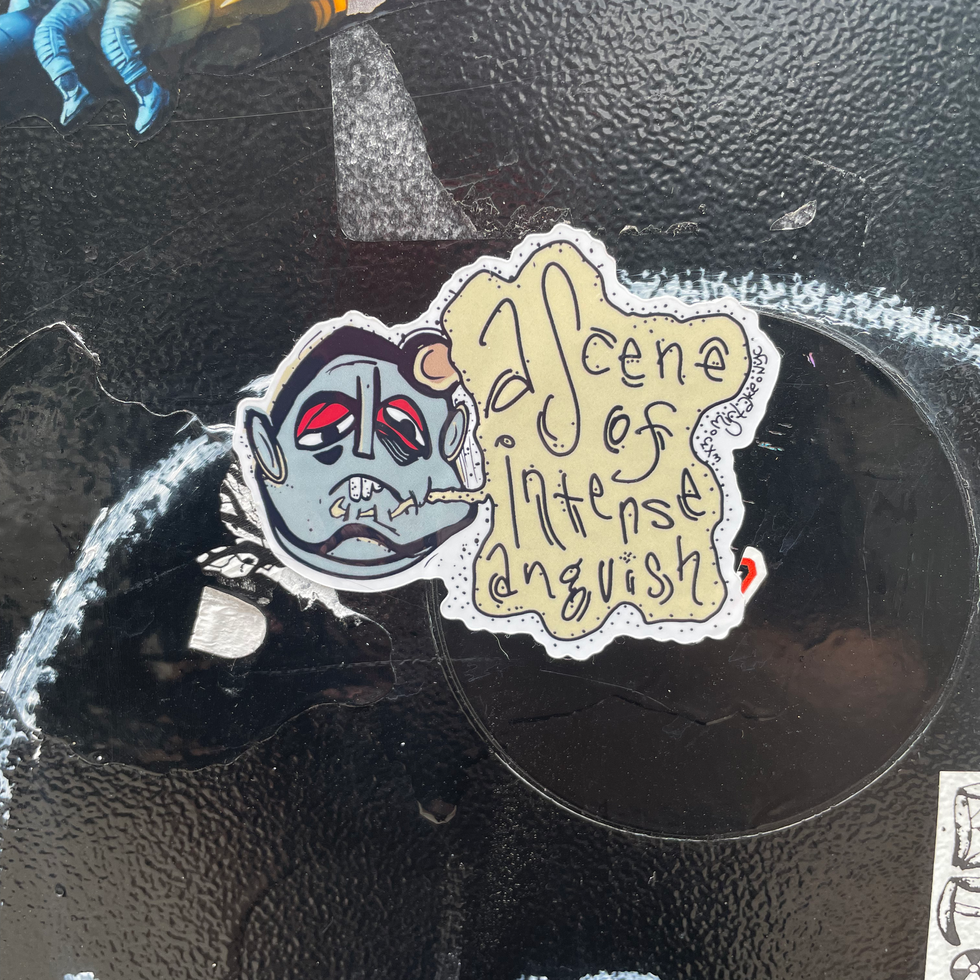 a Scene
of
intense
anguish